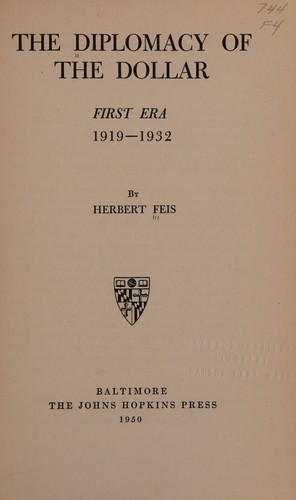 744
F4
THE DIPLOMACY OF
THE DOLLAR
FIRST ERA
1919—1932
BY
HERBERT FEIS
BALTIMORE
THE JOHNS HOPKINS PRESS
1950